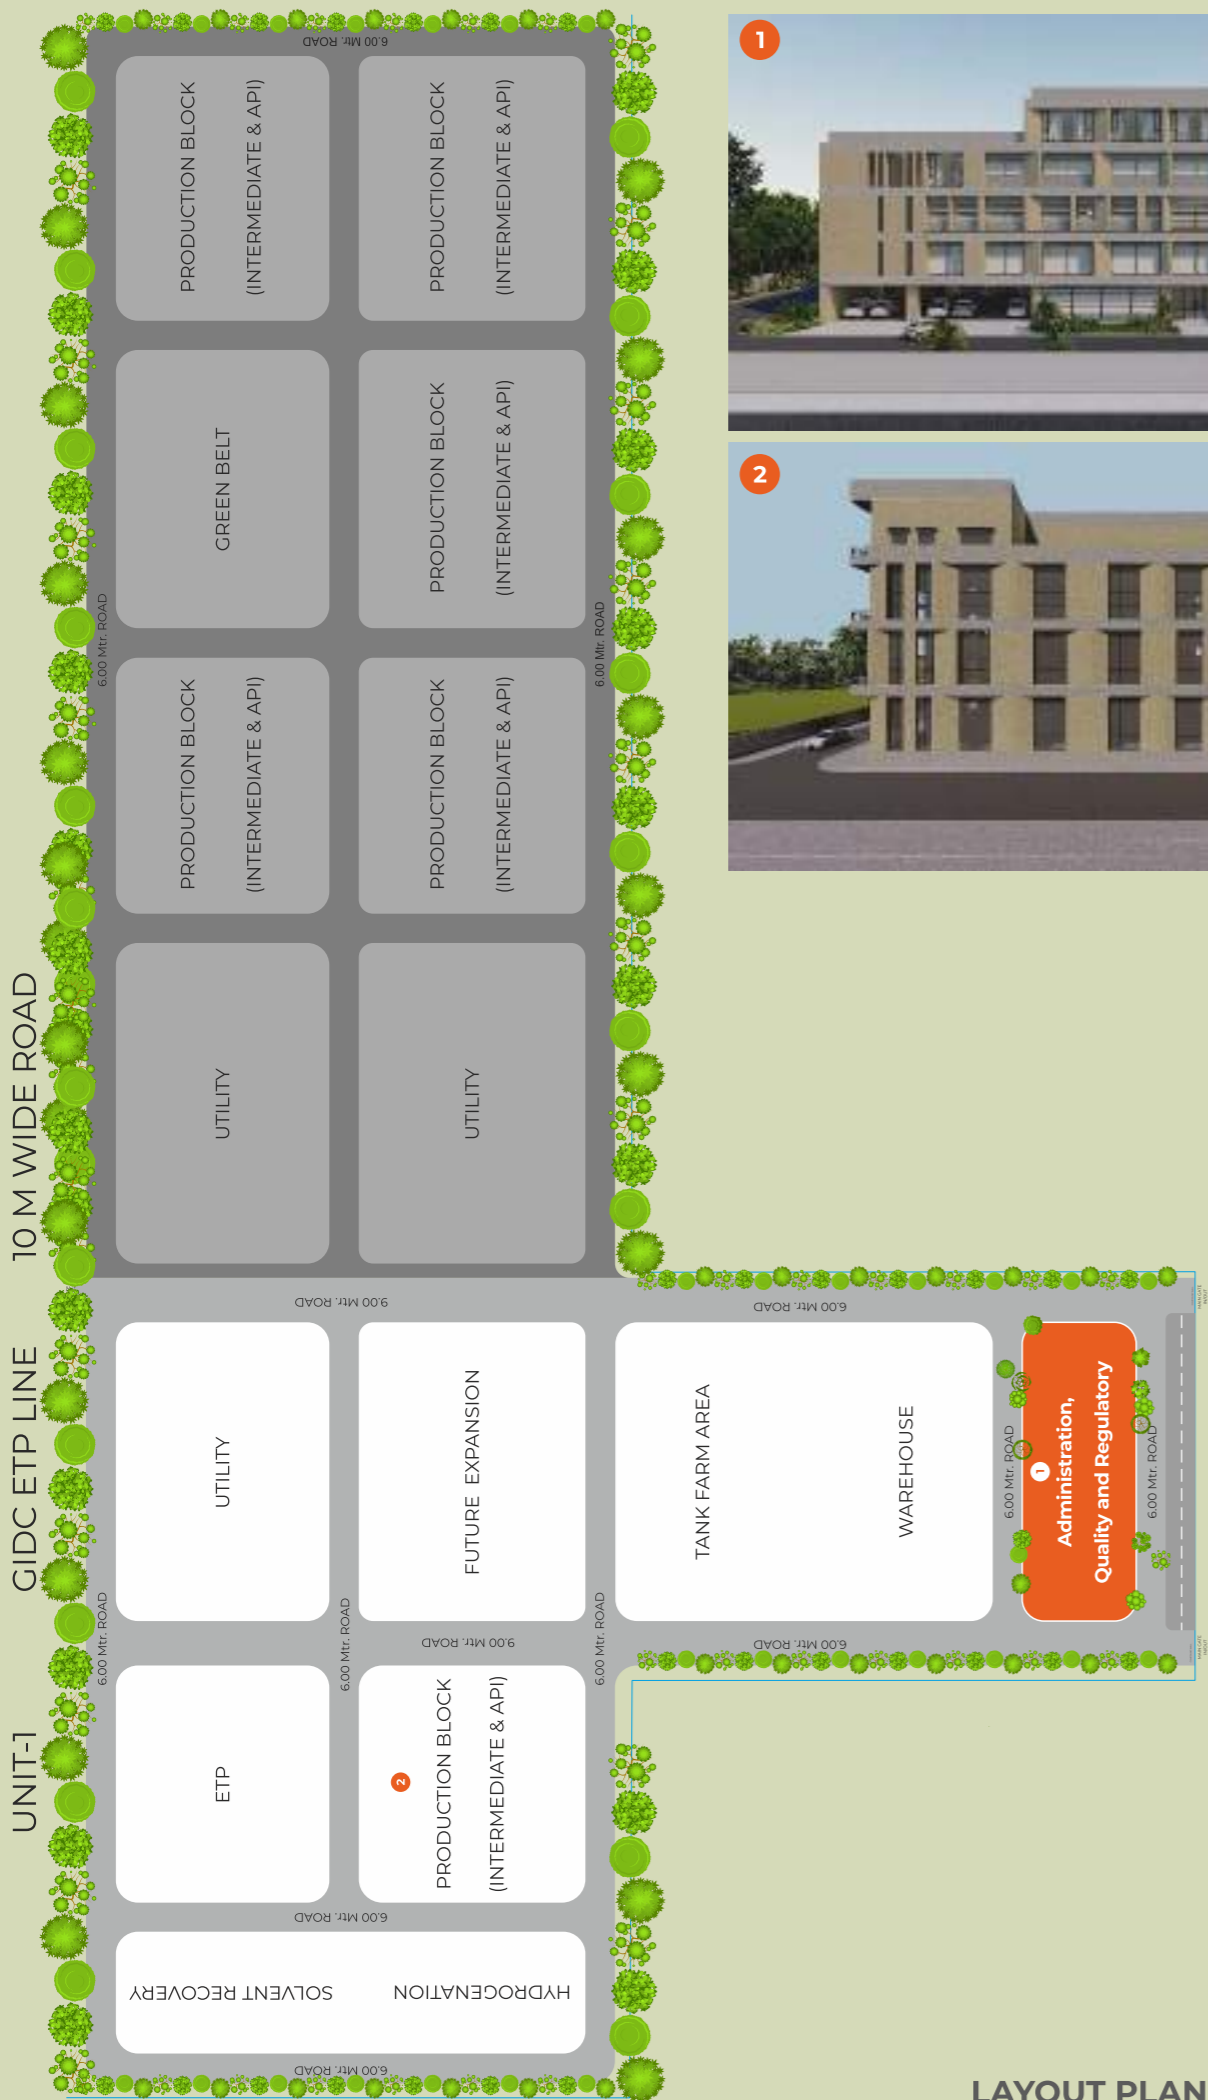 10 M WIDE ROAD
GIDC ETP LINE
UNIT-1
6.00 Mtr. ROAD
PRODUCTION BLOCK
(INTERMEDIATE & API)
PRODUCTION BLOCK
(INTERMEDIATE & API)
GREEN BELT
PRODUCTION BLOCK
(INTERMEDIATE & API)
6.00 Mtr. ROAD
6.00 Mtr. ROAD
PRODUCTION BLOCK
(INTERMEDIATE & API)
PRODUCTION BLOCK
(INTERMEDIATE & API)
UTILITY
UTILITY
9.00 Mtr. ROAD
6.00 Mtr. ROAD
UTILITY
FUTURE EXPANSION
TANK FARM AREA
WAREHOUSE
6.00 Mtr. ROAD
1
Administration,
Quality and Regulatory
6.00 Mtr. ROAD
6.00 Mtr. ROAD
6.00 Mtr. ROAD
9.00 Mtr. ROAD
6.00 Mtr. ROAD
6.00 Mtr. ROAD
ETP
2
PRODUCTION BLOCK
(INTERMEDIATE & API)
6.00 Mtr. ROAD
SOLVENT RECOVERY
HYDROGENATION
6.00 Mtr. ROAD
1
2
LAYOUT PLAN